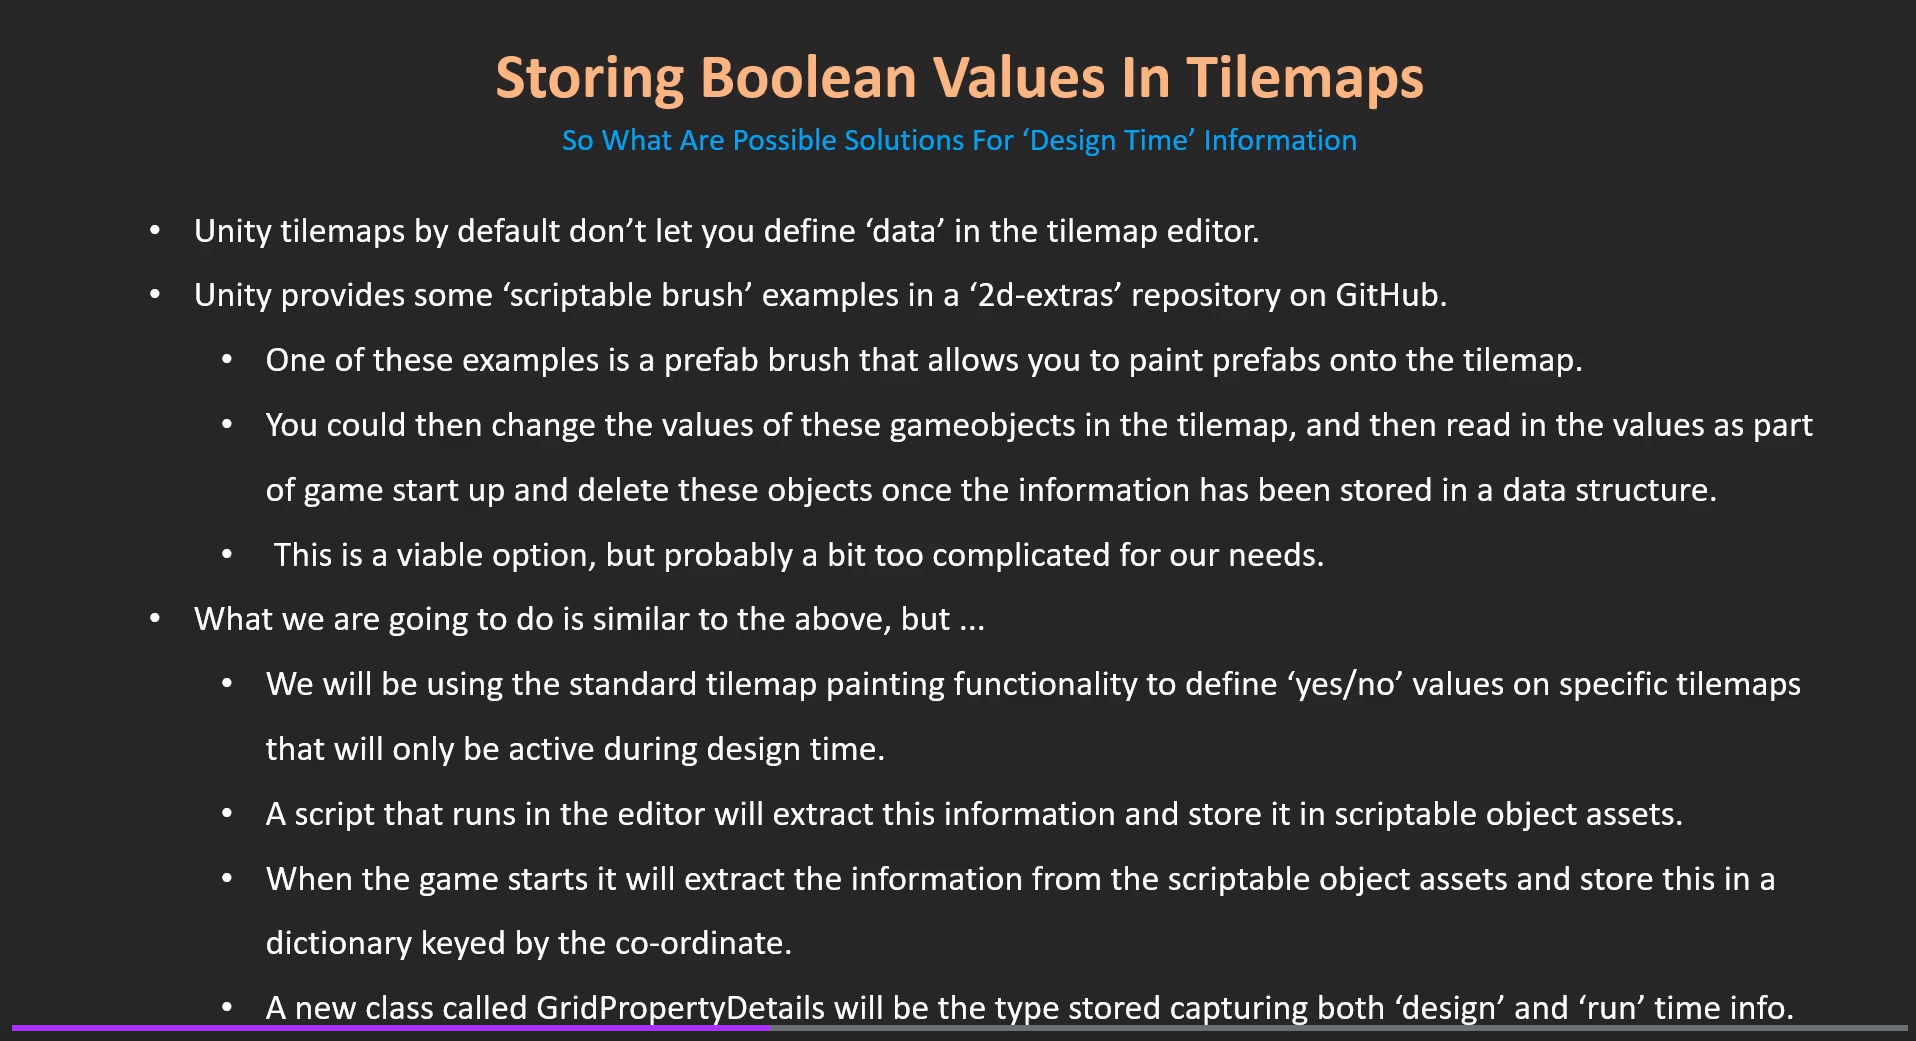 Storing Boolean Values In Tilemaps
So What Are Possible Solutions For ‘Design Time’ Information
• Unity tilemaps by default don’t let you define ‘data’ in the tilemap editor.
• Unity provides some ‘scriptable brush’ examples in a ‘2d-extras’ repository on GitHub.
• One of these examples is a prefab brush that allows you to paint prefabs onto the tilemap.
• You could then change the values of these gameobjects in the tilemap, and then read in the values as part
of game start up and delete these objects once the information has been stored in a data structure.
• This is a viable option, but probably a bit too complicated for our needs.
• What we are going to do is similar to the above, but ...
• We will be using the standard tilemap painting functionality to define ‘yes/no’ values on specific tilemaps
that will only be active during design time.
• A script that runs in the editor will extract this information and store it in scriptable object assets.
• When the game starts it will extract the information from the scriptable object assets and store this in a
dictionary keyed by the co-ordinate.
• A new class called GridPropertyDetails will be the type stored capturing both ‘design’ and ‘run’ time info.